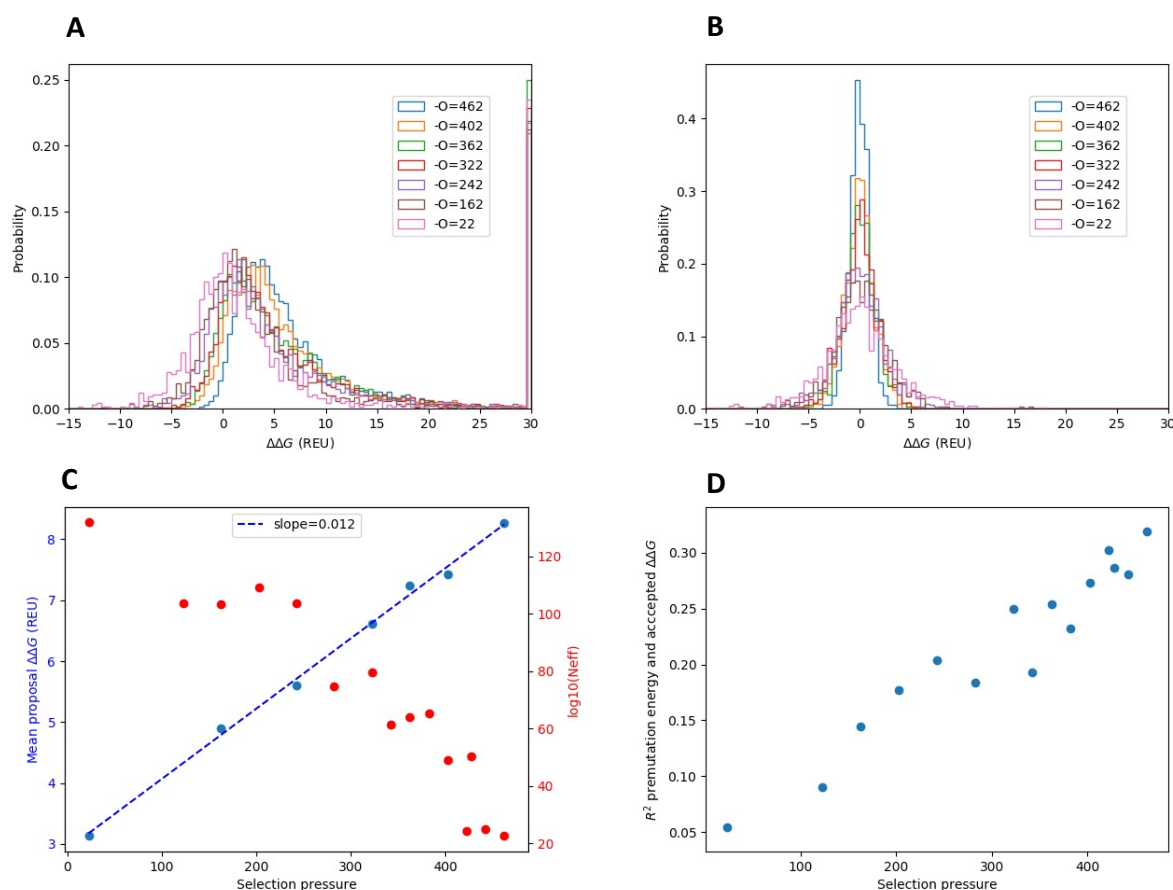 A
0.25
0.20
0.15
0.10
0.05
0.00
Probability
-O=462
-O=402
-O=362
-O=322
-O=242
-O=162
-O=22
−15 −10 −5 0 5 10 15 20 25 30
ΔΔG (REU)
B
0.4
0.3
0.2
0.1
0.0
Probability
-O=462
-O=402
-O=362
-O=322
-O=242
-O=162
-O=22
−15 −10 −5 0 5 10 15 20 25 30
ΔΔG (REU)
C
8
7
6
5
4
3
Mean proposal ΔΔG (REU)
slope=0.012
120
100
80
60
40
20
log10(Neff)
0 100 200 300 400
Selection pressure
D
0.30
0.25
0.20
0.15
0.10
0.05
R² premutation energy and acccepted ΔΔG
100 200 300 400
Selection pressure